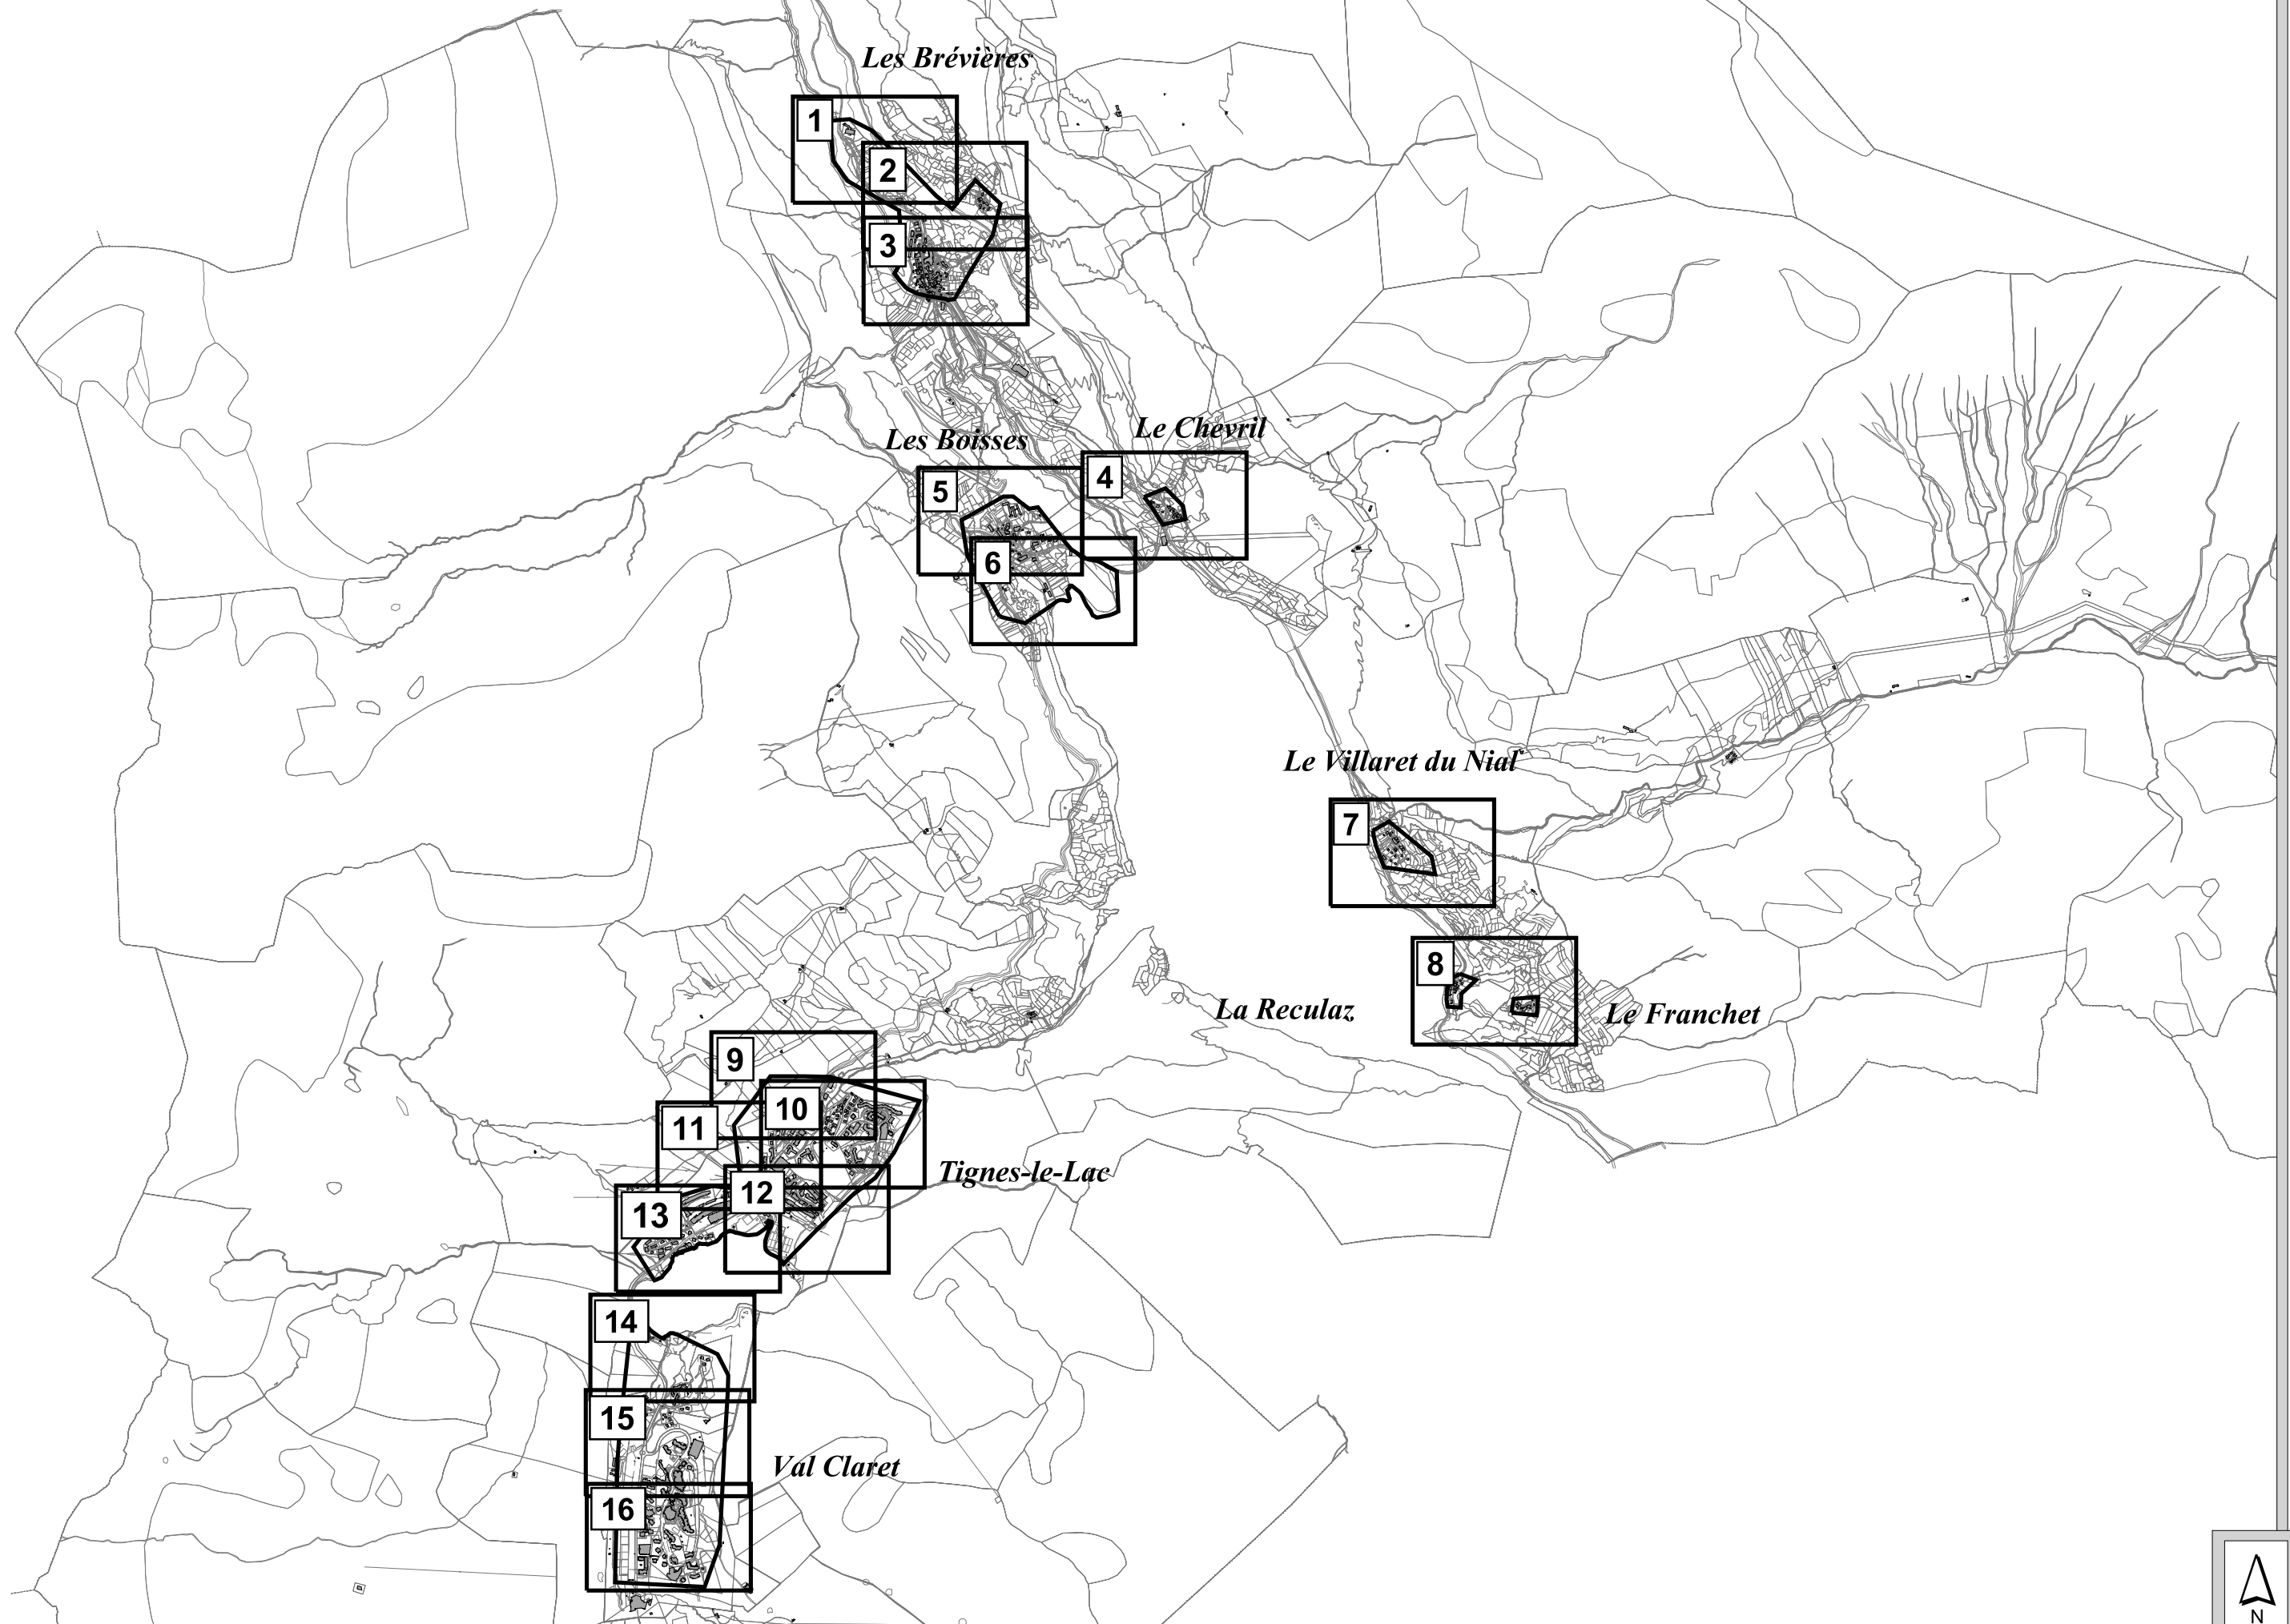 Les Brévières
1
2
3
Le Chevril
Les Boisses
4
5
6
Le Villaret du Nial
7
8
La Reculaz
Le Franchet
9
10
11
Tignes-le-Lac
12
13
14
15
Val Claret
16
N